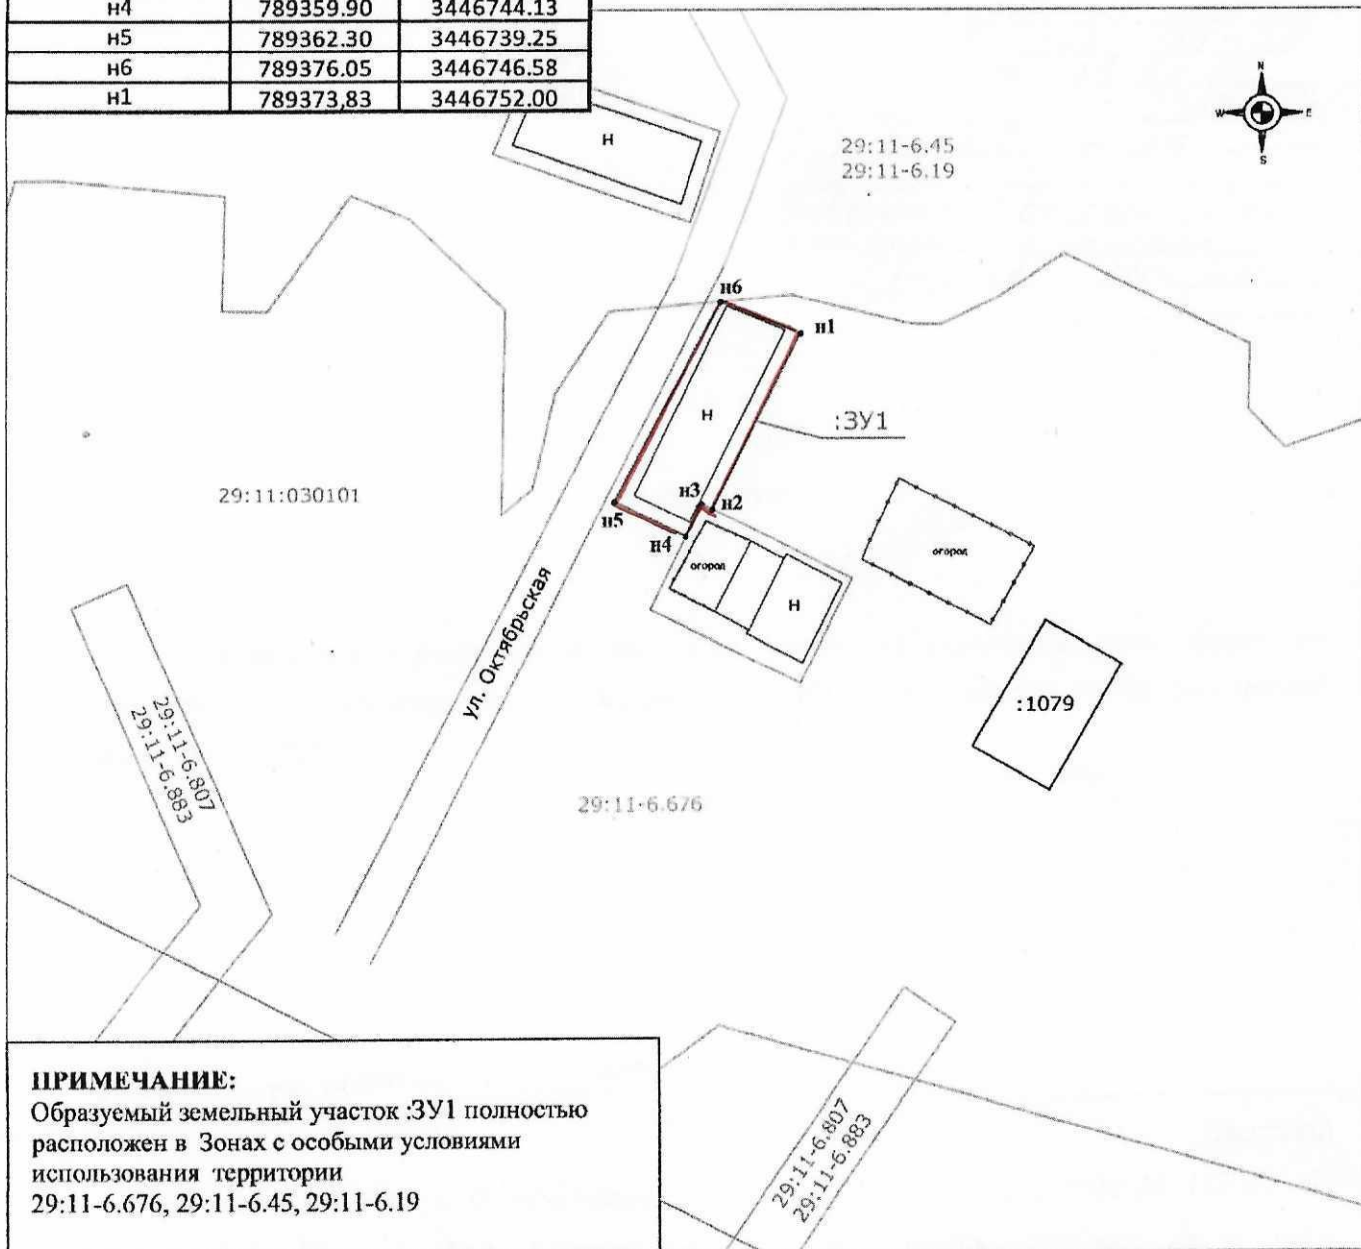 н4 789359.90 3446744.13
н5 789362.30 3446739.25
н6 789376.05 3446746.58
н1 789373,83 3446752.00
Н
N
W E
S
29:11-6.45
29:11-6.19
н6
н1
Н
:ЗУ1
29:11:030101
н3
н2
н5
н4
огород
Н
огород
ул. Октябрьская
:1079
29:11-6.807
29:11-6.883
29:11-6.676
ПРИМЕЧАНИЕ:
Образуемый земельный участок :ЗУ1 полностью
расположен в Зонах с особыми условиями
использования территории
29:11-6.676, 29:11-6.45, 29:11-6.19
29:11-6.807
29:11-6.883